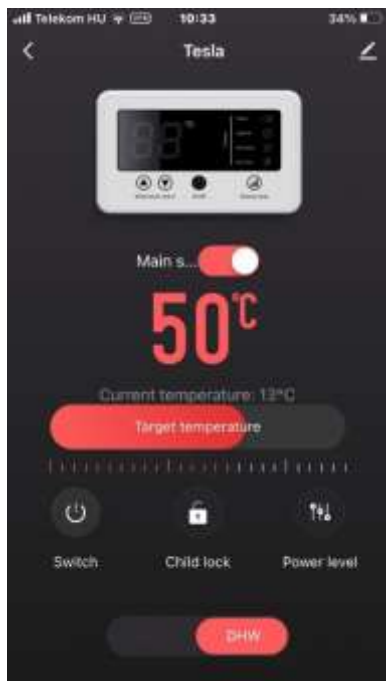 Telekom HU VPN 10:33 34%
Tesla
Main s...
50°C
Current temperature: 13°C
Target temperature
Switch Child lock Power level
DHW